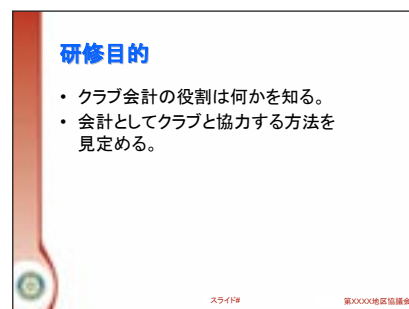 研修目的
• クラブ会計の役割は何かを知る。
• 会計としてクラブと協力する方法を
見定める。
スライド#
第XXXX地区協議会